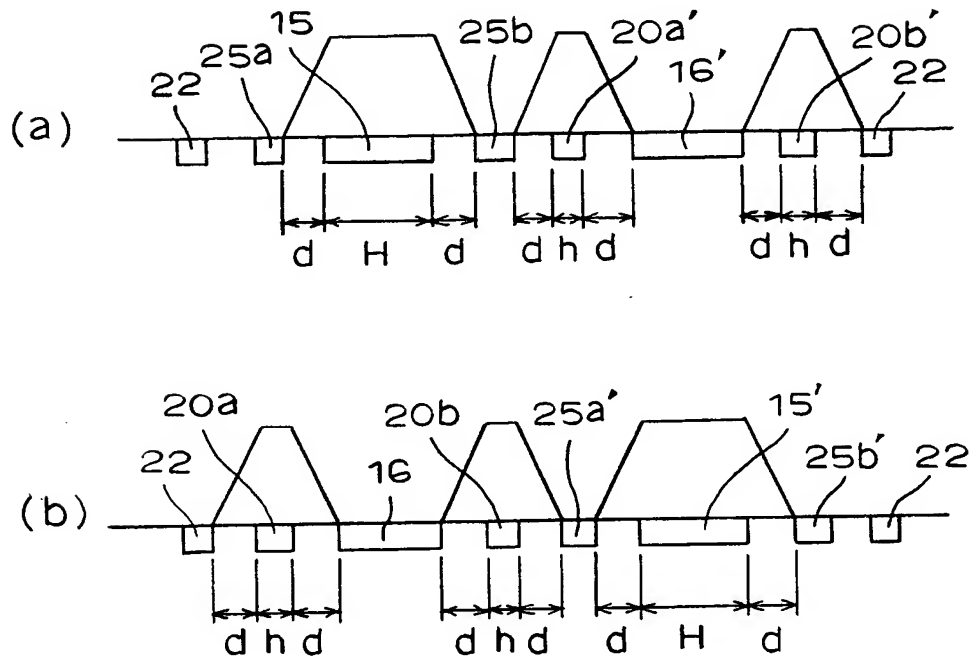 15 25b 20a′ 20b′
22 25a 16′ 22
(a)
d H d d h d d h d
20a 20b 25a′ 15′
22 16 25b′ 22
(b)
d h d d h d d H d